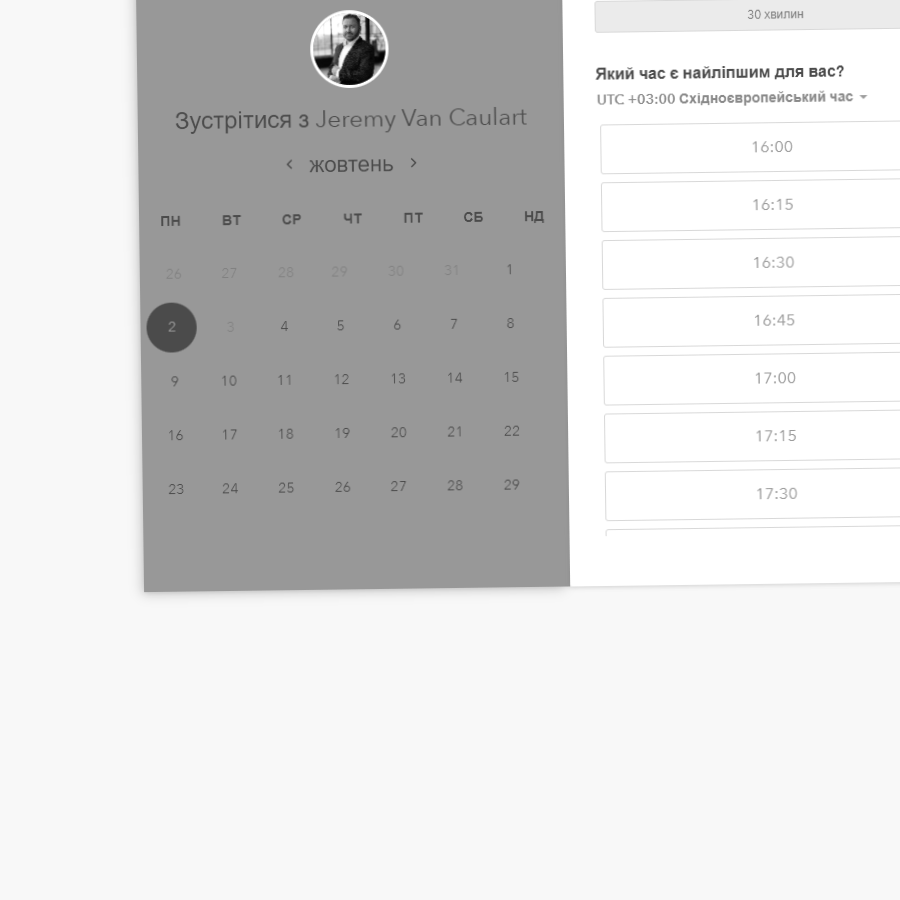 Зустрітися з Jeremy Van Caulart
‹ жовтень ›
ПН ВТ СР ЧТ ПТ СБ НД
26 27 28 29 30 31 1
2 3 4 5 6 7 8
9 10 11 12 13 14 15
16 17 18 19 20 21 22
23 24 25 26 27 28 29
30 хвилин
Який час є найліпшим для вас?
UTC +03:00 Східноєвропейський час
16:00
16:15
16:30
16:45
17:00
17:15
17:30